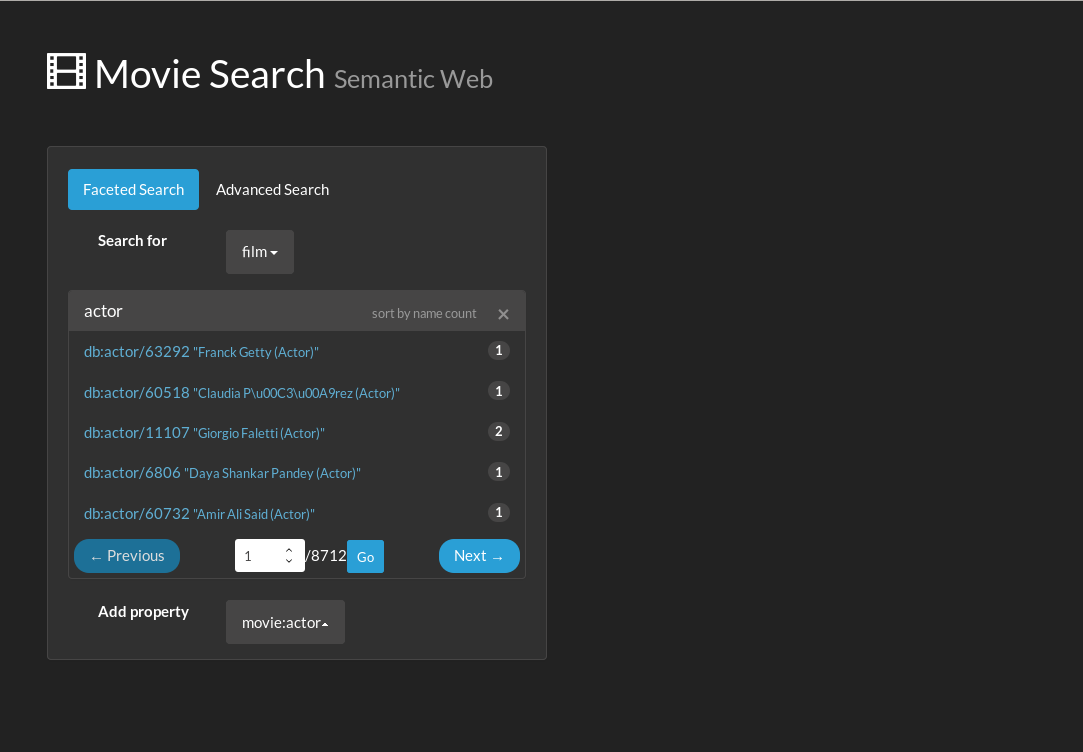 Movie Search Semantic Web
Faceted Search Advanced Search
Search for film
actor sort by name count ×
db:actor/63292 "Franck Getty (Actor)" 1
db:actor/60518 "Claudia P\u00C3\u00A9rez (Actor)" 1
db:actor/11107 "Giorgio Faletti (Actor)" 2
db:actor/6806 "Daya Shankar Pandey (Actor)" 1
db:actor/60732 "Amir Ali Said (Actor)" 1
← Previous 1 /8712 Go Next →
Add property movie:actor